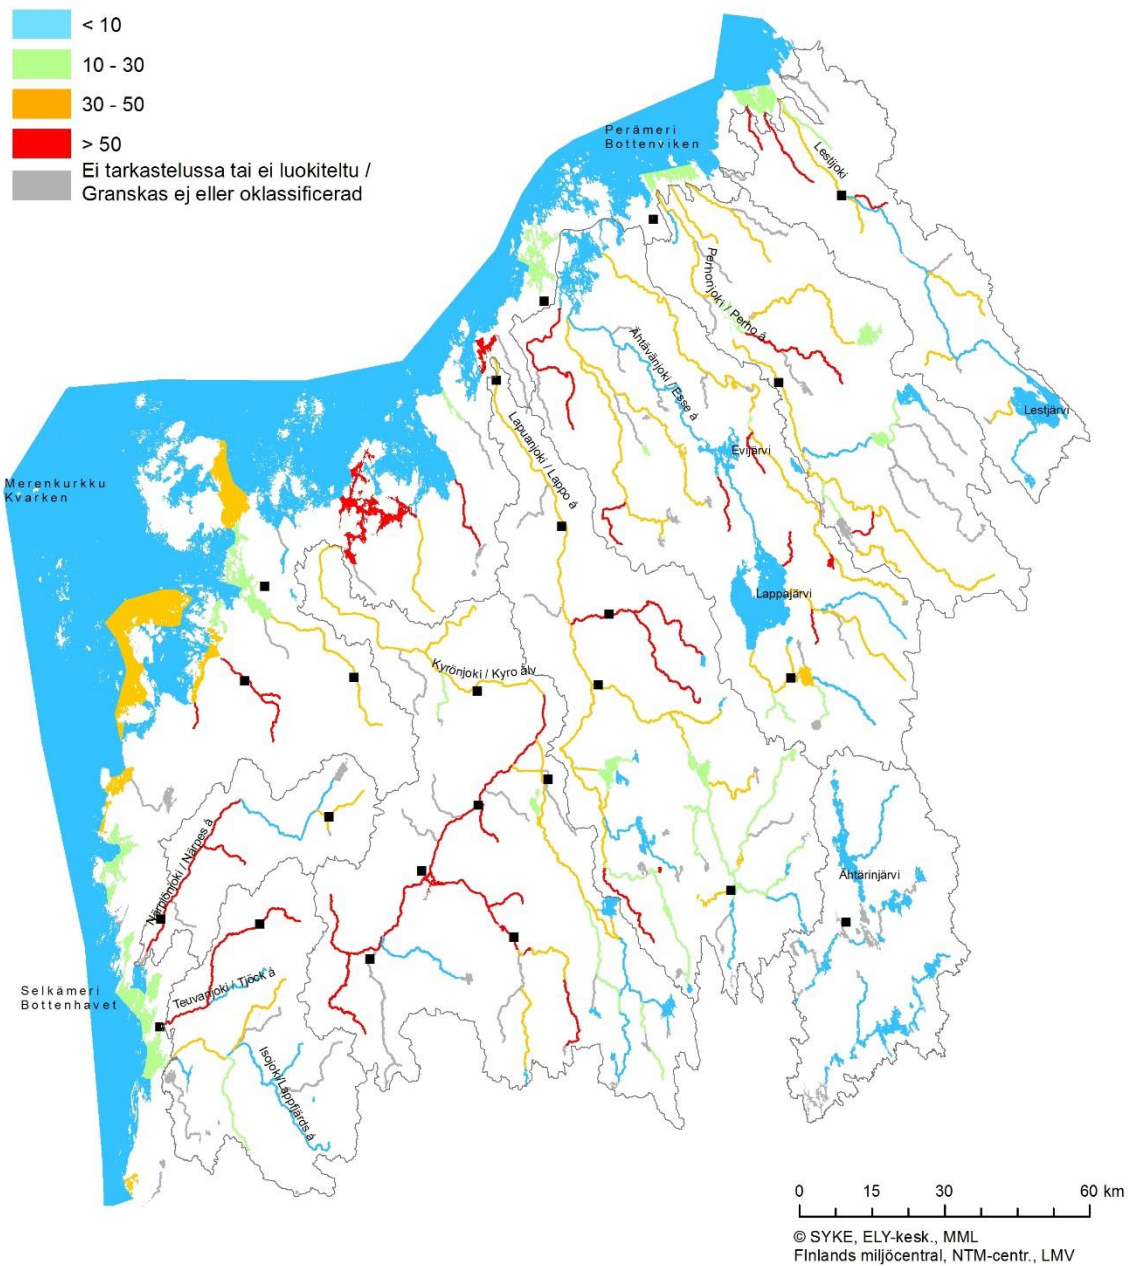 < 10
10 - 30
30 - 50
> 50
Ei tarkastelussa tai ei luokiteltu /
Granskas ej eller oklassificerad
Perämeri
Bottenviken
Lestijoki
Perhonjoki / Perho å
Ähtävänjoki / Esse å
Lestjärvi
Evijärvi
Lapuanjoki / Lappo å
Merenkurkku
Kvarken
Lappajärvi
Kyrönjoki / Kyro älv
Närpiönjoki / Närpes å
Ähtärinjärvi
Selkämeri
Bottenhavet
Teuvanjoki / Tjöck å
Isojoki/Lappfjärds å
0 15 30 60 km
© SYKE, ELY-kesk., MML
FInlands miljöcentral, NTM-centr., LMV